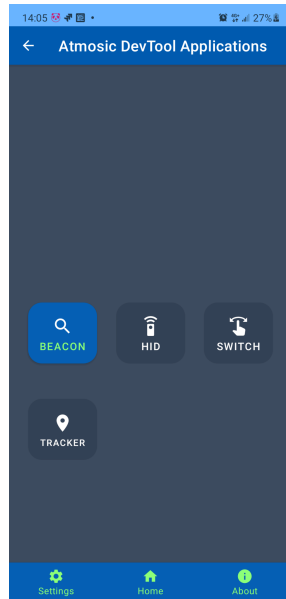 14:05
27%
Atmosic DevTool Applications
BEACON HID SWITCH
TRACKER
Settings Home About